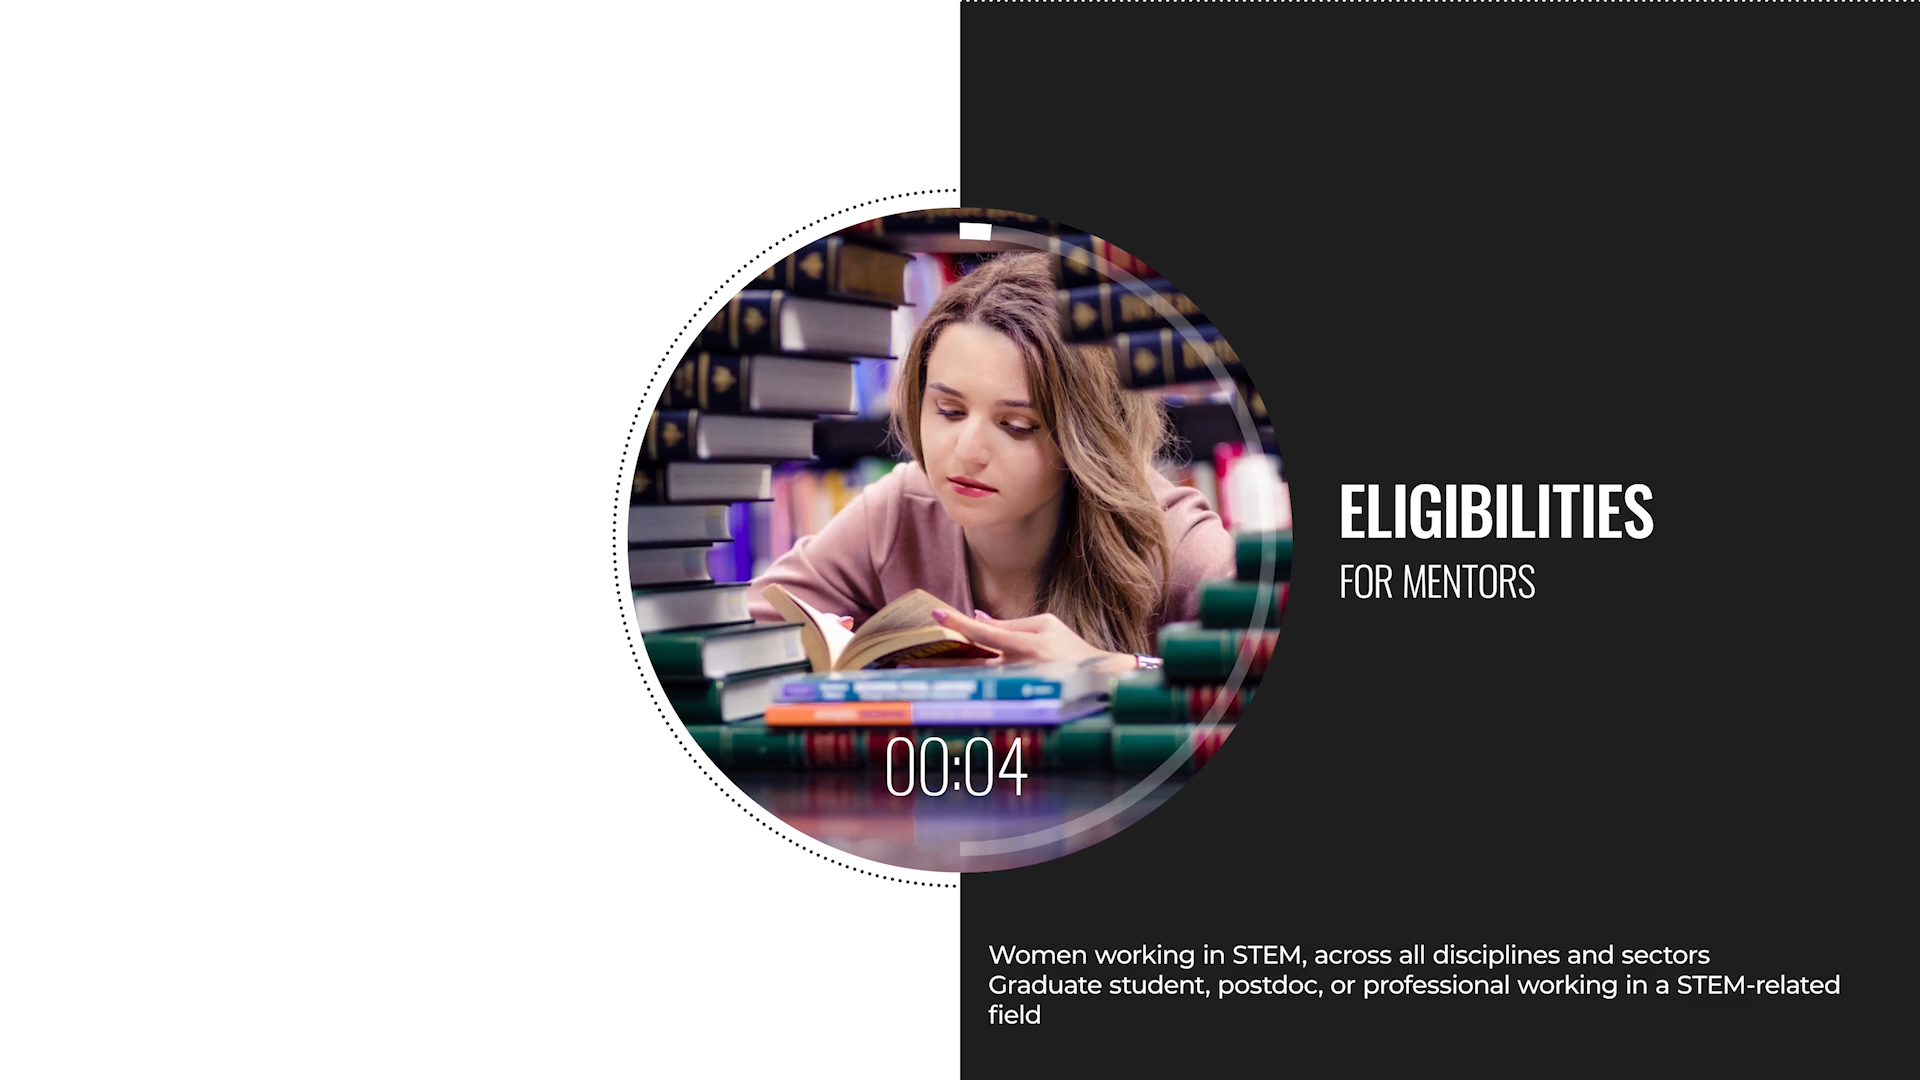 ELIGIBILITIES
FOR MENTORS
00:04
Women working in STEM, across all disciplines and sectors
Graduate student, postdoc, or professional working in a STEM-related
field